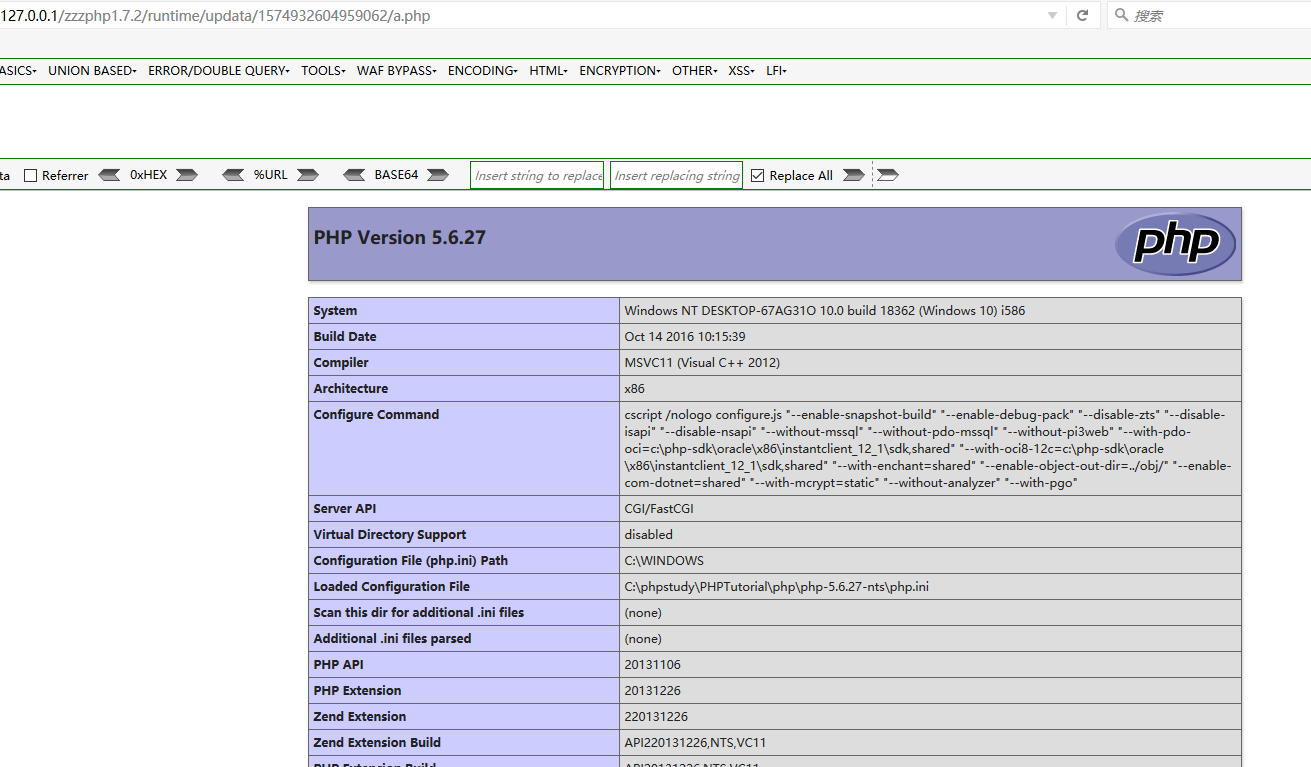 127.0.0.1/zzzphp1.7.2/runtime/updata/1574932604959062/a.php 搜索
ASICS UNION BASED ERROR/DOUBLE QUERY TOOLS WAF BYPASS ENCODING HTML ENCRYPTION OTHER XSS LFI
ta Referrer 0xHEX %URL BASE64 Insert string to replace Insert replacing string Replace All
PHP Version 5.6.27 php
System Windows NT DESKTOP-67AG31O 10.0 build 18362 (Windows 10) i586
Build Date Oct 14 2016 10:15:39
Compiler MSVC11 (Visual C++ 2012)
Architecture x86
Configure Command cscript /nologo configure.js "--enable-snapshot-build" "--enable-debug-pack" "--disable-zts" "--disable-
isapi" "--disable-nsapi" "--without-mssql" "--without-pdo-mssql" "--without-pi3web" "--with-pdo-
oci=c:\php-sdk\oracle\x86\instantclient_12_1\sdk,shared" "--with-oci8-12c=c:\php-sdk\oracle
\x86\instantclient_12_1\sdk,shared" "--with-enchant=shared" "--enable-object-out-dir=../obj/" "--enable-
com-dotnet=shared" "--with-mcrypt=static" "--without-analyzer" "--with-pgo"
Server API CGI/FastCGI
Virtual Directory Support disabled
Configuration File (php.ini) Path C:\WINDOWS
Loaded Configuration File C:\phpstudy\PHPTutorial\php\php-5.6.27-nts\php.ini
Scan this dir for additional .ini files (none)
Additional .ini files parsed (none)
PHP API 20131106
PHP Extension 20131226
Zend Extension 220131226
Zend Extension Build API220131226,NTS,VC11
PHP Extension Build API20131226,NTS,VC11